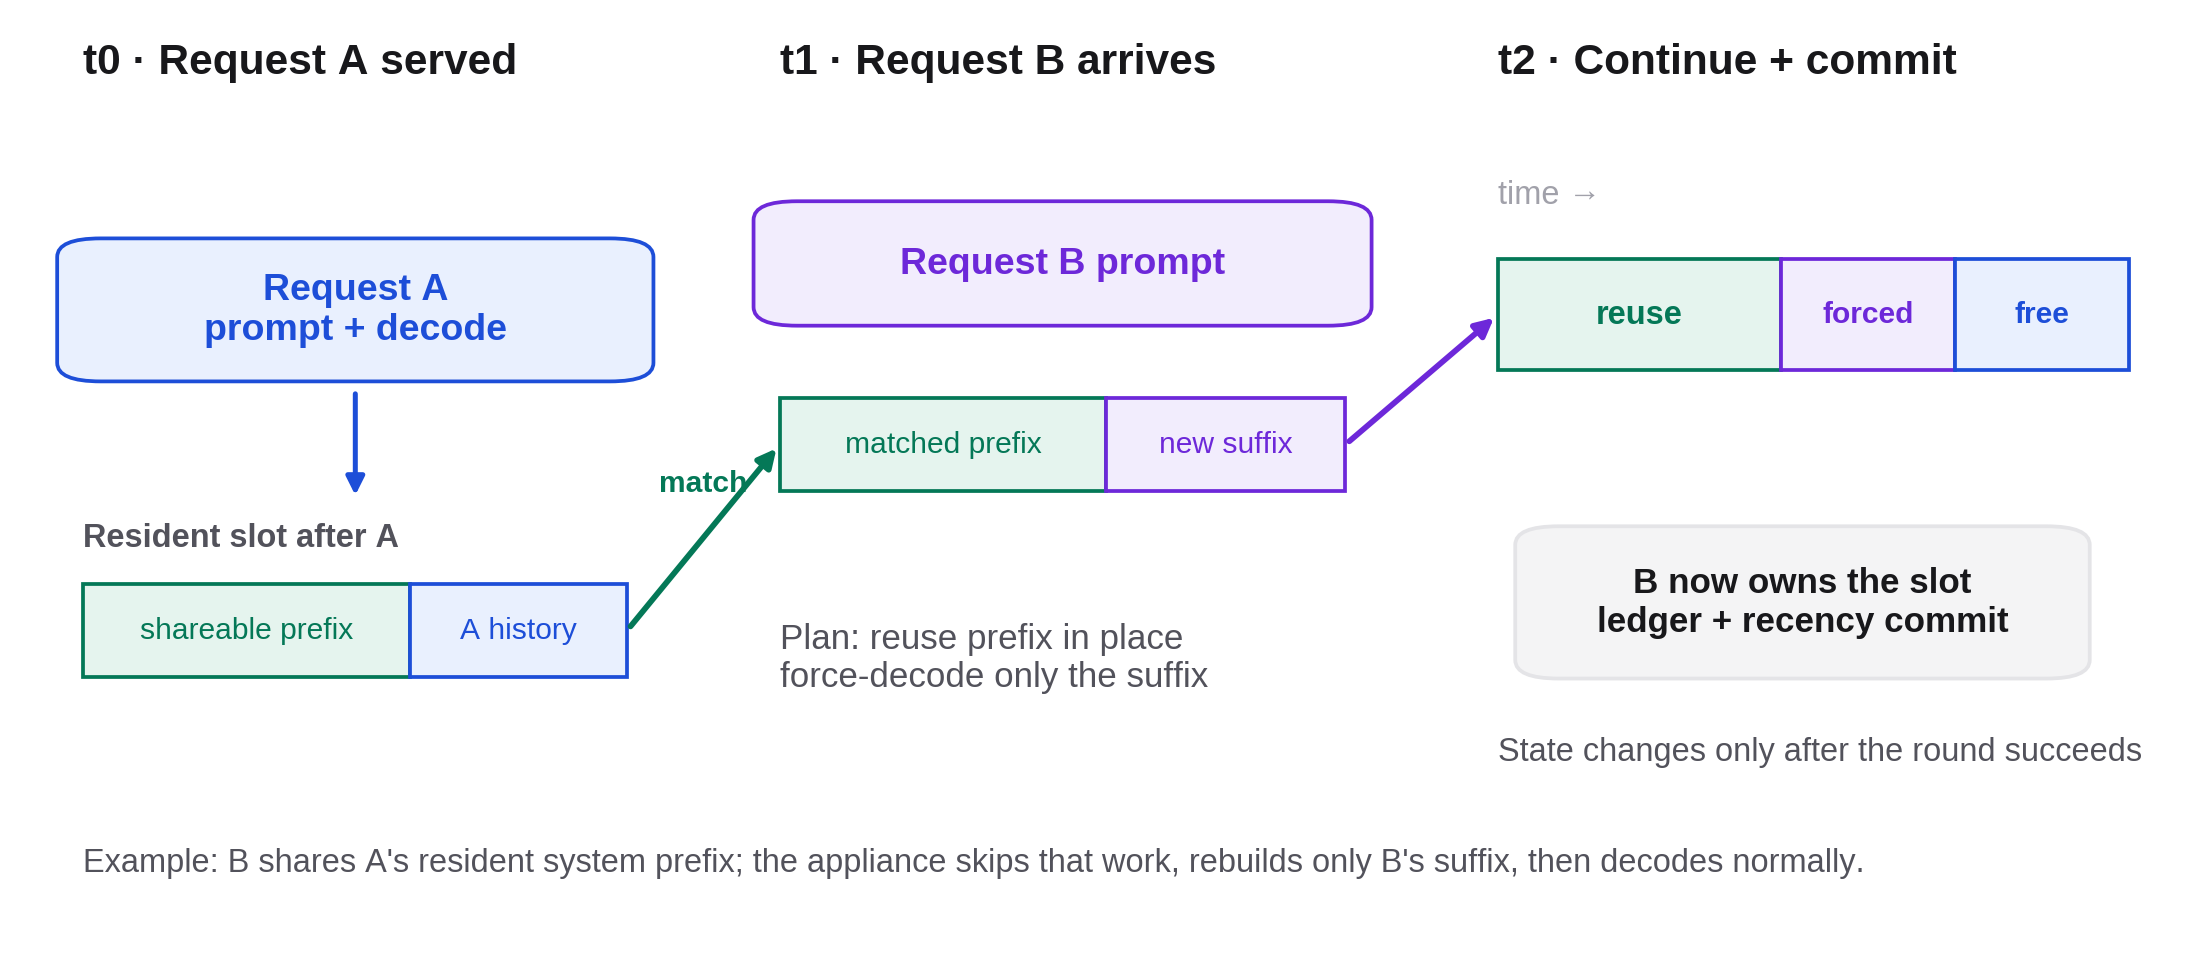 t0 · Request A served
Request A
prompt + decode
Resident slot after A
shareable prefix
A history
match
t1 · Request B arrives
Request B prompt
matched prefix
new suffix
Plan: reuse prefix in place
force-decode only the suffix
t2 · Continue + commit
time →
reuse
forced
free
B now owns the slot
ledger + recency commit
State changes only after the round succeeds
Example: B shares A's resident system prefix; the appliance skips that work, rebuilds only B's suffix, then decodes normally.